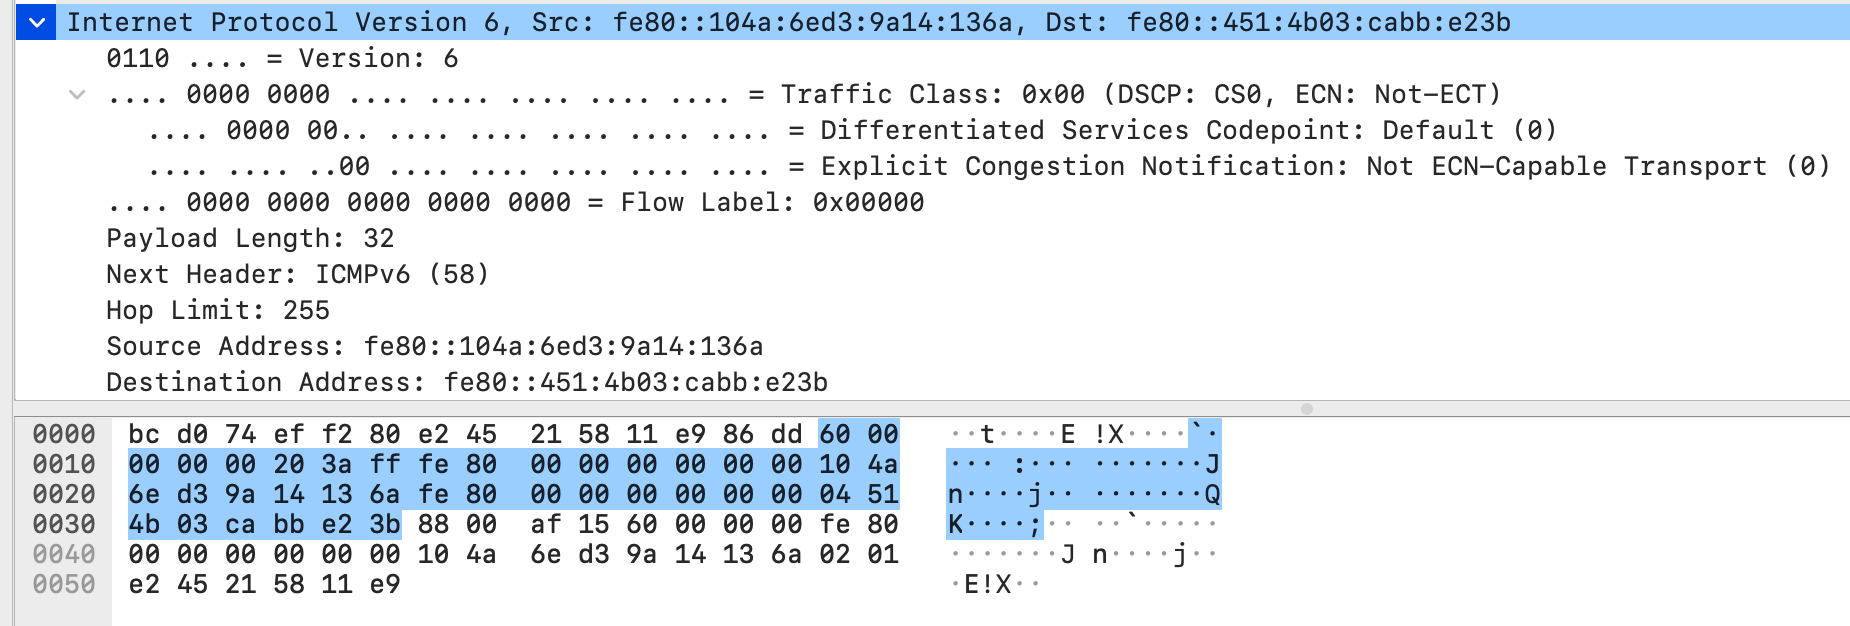 Internet Protocol Version 6, Src: fe80::104a:6ed3:9a14:136a, Dst: fe80::451:4b03:cabb:e23b
0110 .... = Version: 6
.... 0000 0000 .... .... .... .... .... = Traffic Class: 0x00 (DSCP: CS0, ECN: Not-ECT)
.... 0000 00.. .... .... .... .... .... = Differentiated Services Codepoint: Default (0)
.... .... ..00 .... .... .... .... .... = Explicit Congestion Notification: Not ECN-Capable Transport (0)
.... 0000 0000 0000 0000 0000 = Flow Label: 0x00000
Payload Length: 32
Next Header: ICMPv6 (58)
Hop Limit: 255
Source Address: fe80::104a:6ed3:9a14:136a
Destination Address: fe80::451:4b03:cabb:e23b
0000 bc d0 74 ef f2 80 e2 45 21 58 11 e9 86 dd 60 00 ··t····E !X····`·
0010 00 00 00 20 3a ff fe 80 00 00 00 00 00 00 10 4a ··· :··· ·······J
0020 6e d3 9a 14 13 6a fe 80 00 00 00 00 00 00 04 51 n····j·· ·······Q
0030 4b 03 ca bb e2 3b 88 00 af 15 60 00 00 00 fe 80 K····;·· ··`·····
0040 00 00 00 00 00 00 10 4a 6e d3 9a 14 13 6a 02 01 ·······J n····j··
0050 e2 45 21 58 11 e9 ·E!X··